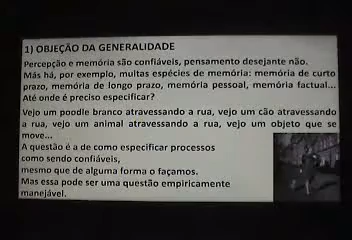 1) OBJEÇÃO DA GENERALIDADE
Percepção e memória são confiáveis, pensamento desejante não.
Mas há, por exemplo, muitas espécies de memória: memória de curto
prazo, memória de longo prazo, memória pessoal, memória factual...
Até onde é preciso especificar?
Vejo um poodle branco atravessando a rua, vejo um cão atravessando
a rua, vejo um animal atravessando a rua, vejo um objeto que se
move...
A questão é a de como especificar processos
como sendo confiáveis,
mesmo que de alguma forma o façamos.
Mas essa pode ser uma questão empiricamente
manejável.